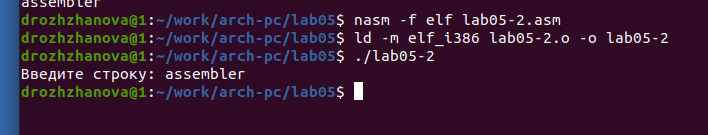 assembler
drozhzhanova@1:~/work/arch-pc/lab05$ nasm -f elf lab05-2.asm
drozhzhanova@1:~/work/arch-pc/lab05$ ld -m elf_i386 lab05-2.o -o lab05-2
drozhzhanova@1:~/work/arch-pc/lab05$ ./lab05-2
Введите строку: assembler
drozhzhanova@1:~/work/arch-pc/lab05$